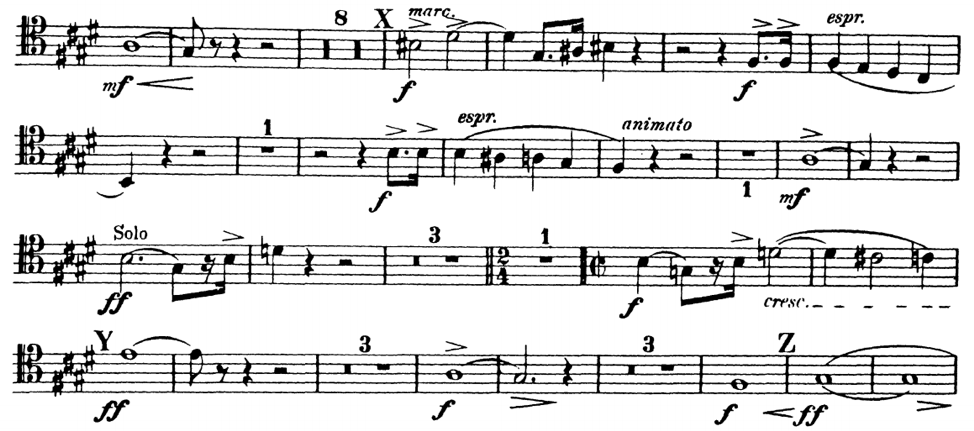 8 X marc.
espr.
mf f f
1 espr. animato
f 1 mf
Solo 3 2 4 1
ff f cresc.
Y 3 3 Z
ff f f ff